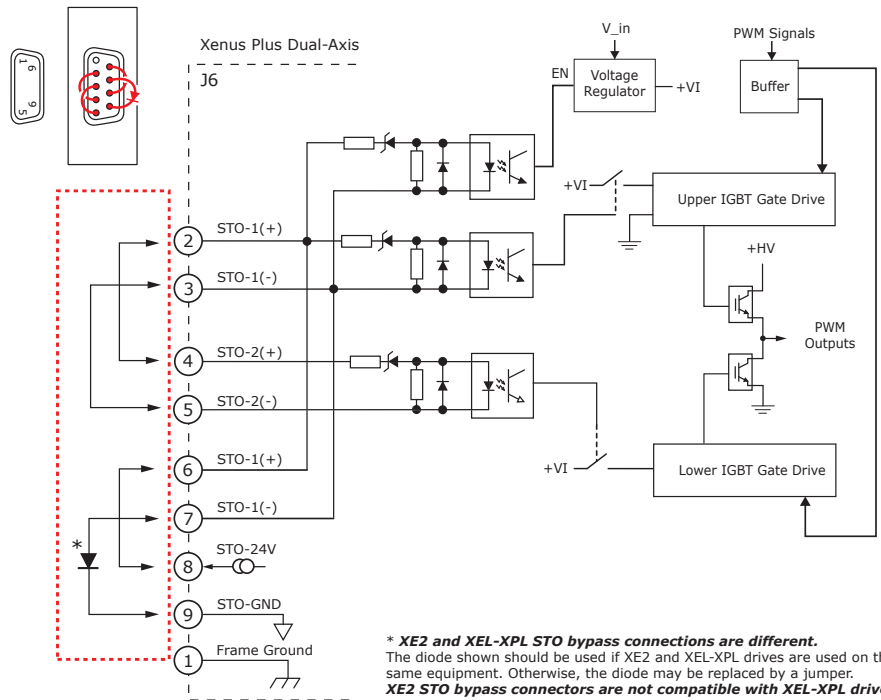 Xenus Plus Dual-Axis
J6
1
6
9
5
V_in
PWM Signals
EN
Voltage
Regulator
+VI
Buffer
+VI
Upper IGBT Gate Drive
+HV
PWM
Outputs
2
STO-1(+)
3
STO-1(-)
4
STO-2(+)
5
STO-2(-)
6
STO-1(+)
7
STO-1(-)
8
STO-24V
9
STO-GND
1
Frame Ground
*
+VI
Lower IGBT Gate Drive
* XE2 and XEL-XPL STO bypass connections are different.
The diode shown should be used if XE2 and XEL-XPL drives are used on th
same equipment. Otherwise, the diode may be replaced by a jumper.
XE2 STO bypass connectors are not compatible with XEL-XPL drive